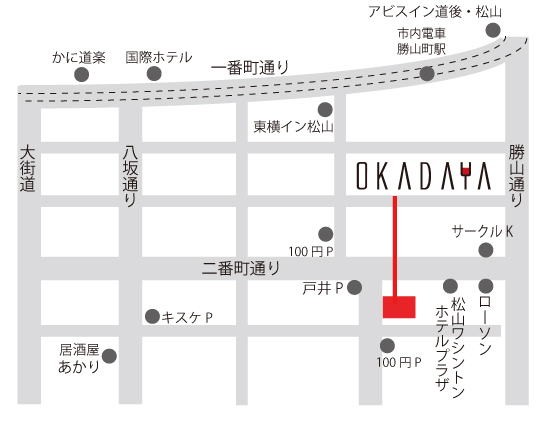 アビスイン道後・松山
市内電車
勝山町駅
かに道楽
国際ホテル
一番町通り
東横イン松山
大街道
八坂通り
勝山通り
OKADAYA
サークルK
100円P
二番町通り
戸井P
キスケP
松山ワシントン
ホテルプラザ
ローソン
居酒屋
あかり
100円P